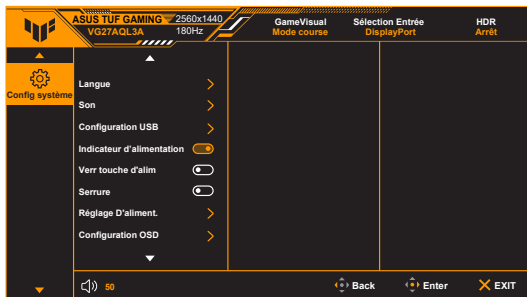 ASUS TUF GAMING 2560x1440
VG27AQL3A 180Hz
GameVisual
Mode course
Sélection Entrée
DisplayPort
HDR
Arrêt
Config système
Langue
Son
Configuration USB
Indicateur d'alimentation
Verr touche d'alim
Serrure
Réglage D'aliment.
Configuration OSD
50
Back
Enter
EXIT